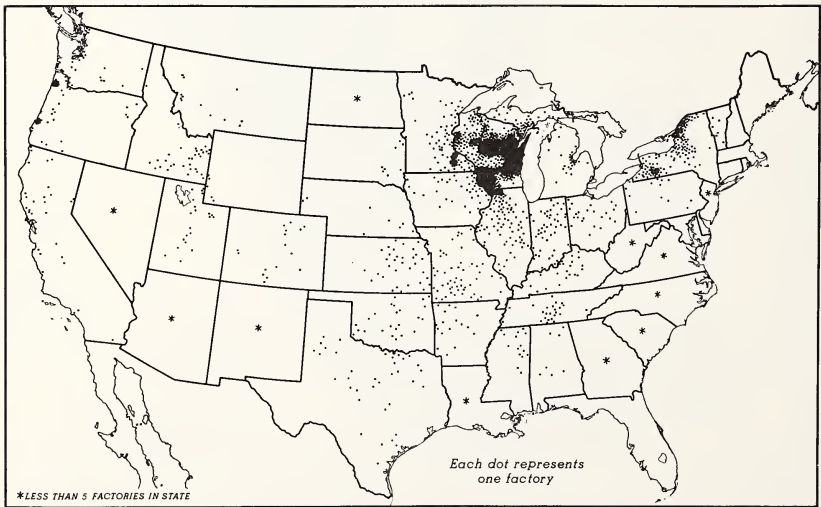 Each dot represents
one factory
*LESS THAN 5 FACTORIES IN STATE